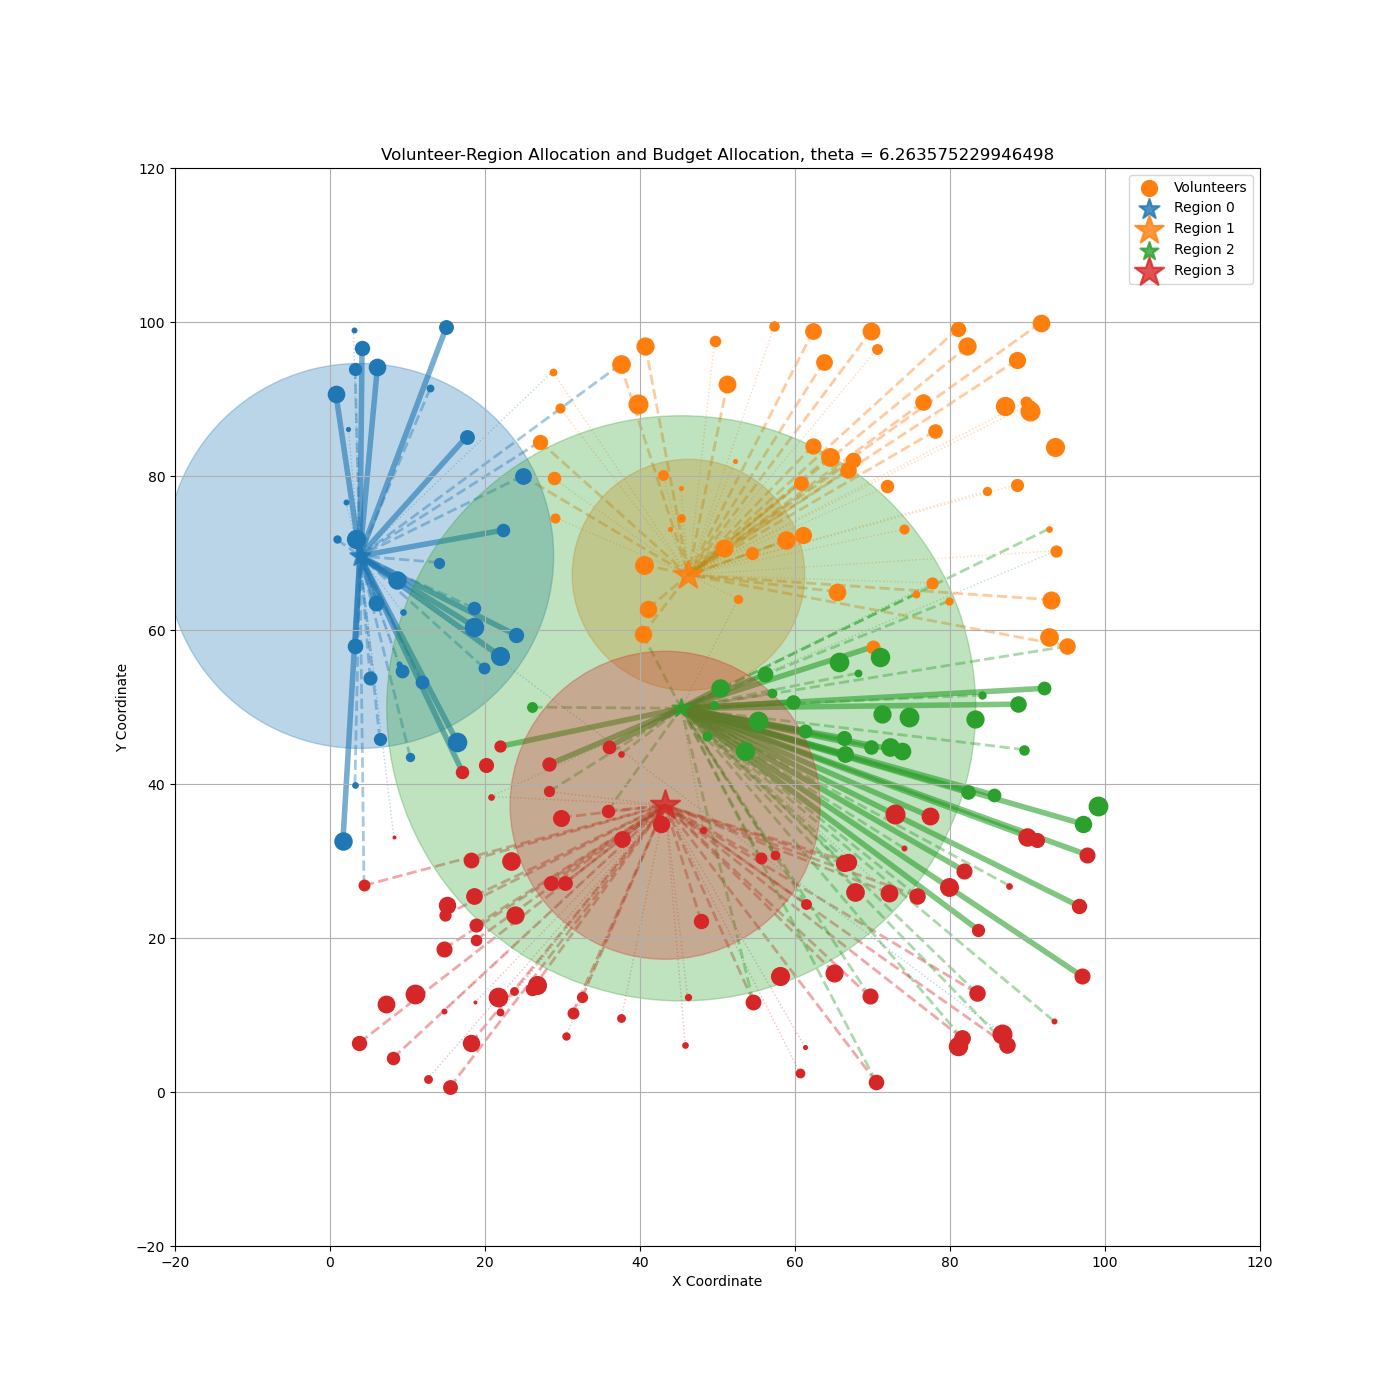 Volunteer-Region Allocation and Budget Allocation, theta = 6.263575229946498
Volunteers
Region 0
Region 1
Region 2
Region 3
Y Coordinate
120
100
80
60
40
20
0
−20
−20 0 20 40 60 80 100 120
X Coordinate